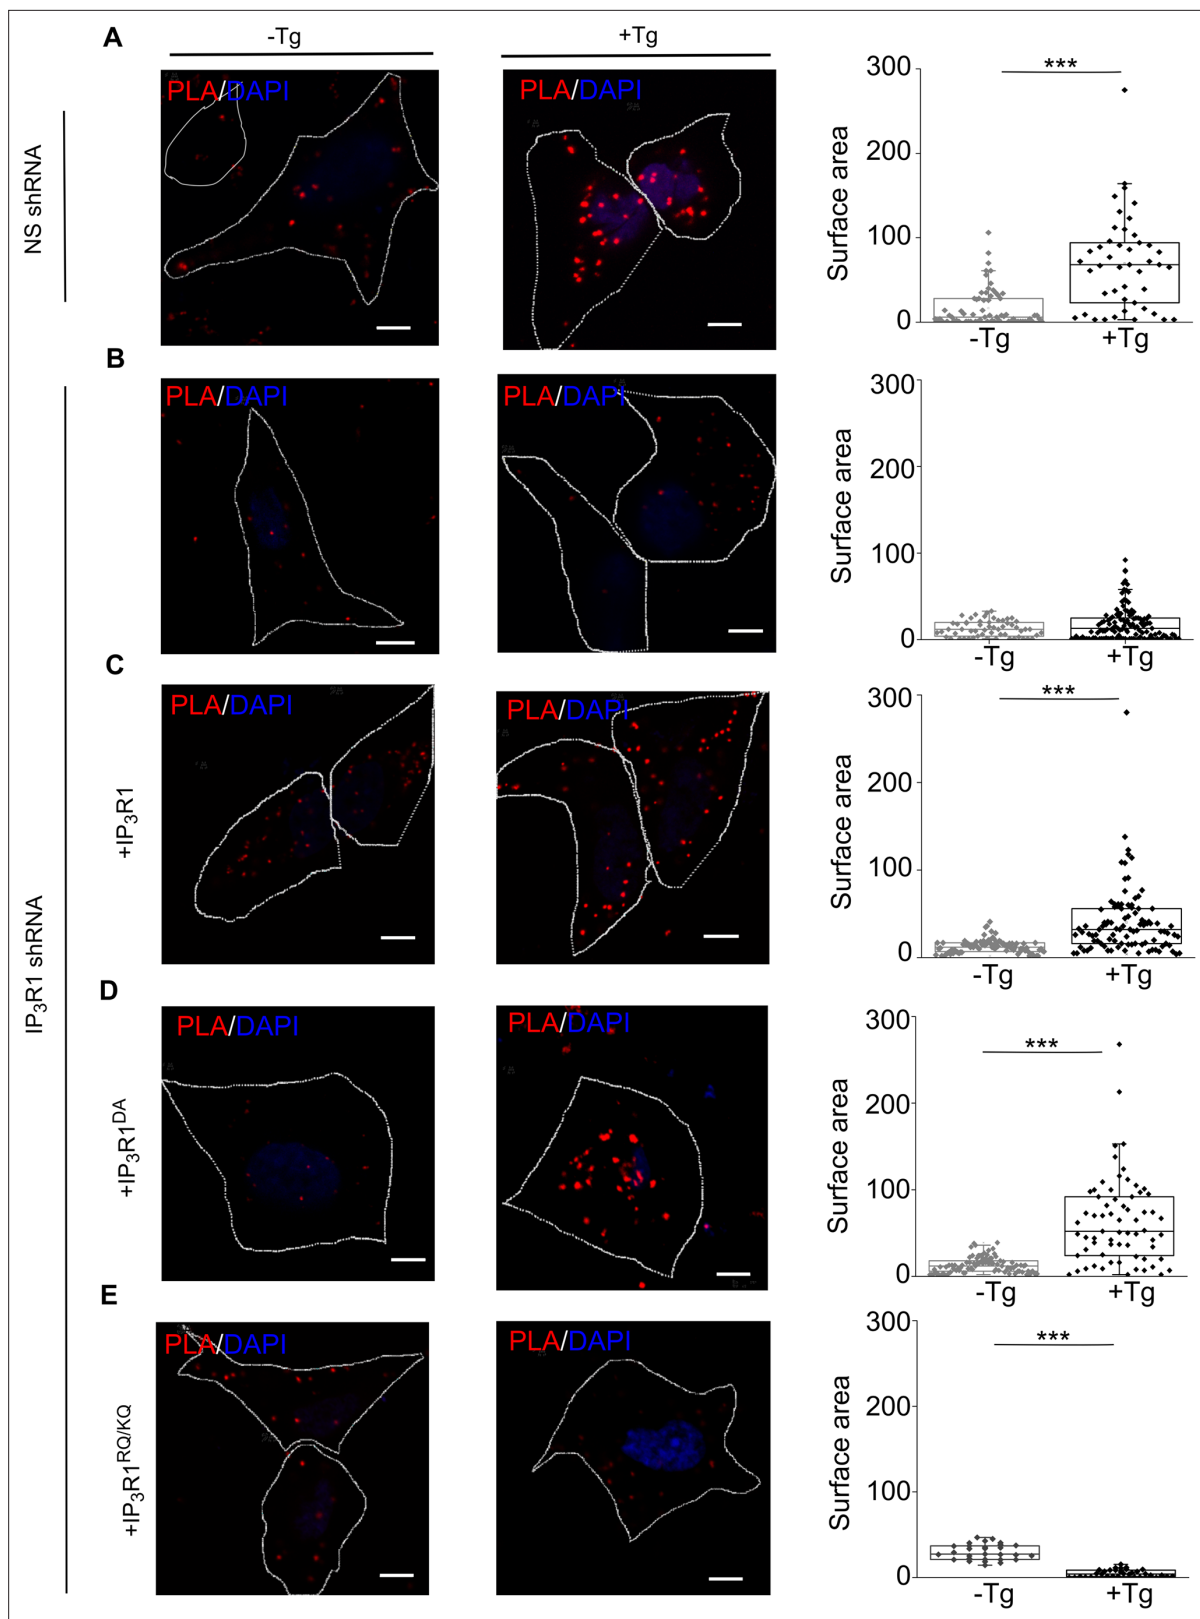 A
-Tg
+Tg
NS shRNA
PLA/DAPI
PLA/DAPI
Surface area
300
200
100
0
***
-Tg
+Tg
B
IP3R1 shRNA
PLA/DAPI
PLA/DAPI
Surface area
300
200
100
0
-Tg
+Tg
C
+IP3R1
PLA/DAPI
PLA/DAPI
Surface area
300
200
100
0
***
-Tg
+Tg
D
+IP3R1DA
PLA/DAPI
PLA/DAPI
Surface area
300
200
100
0
***
-Tg
+Tg
E
+IP3R1RQ/KQ
PLA/DAPI
PLA/DAPI
Surface area
300
200
100
0
***
-Tg
+Tg